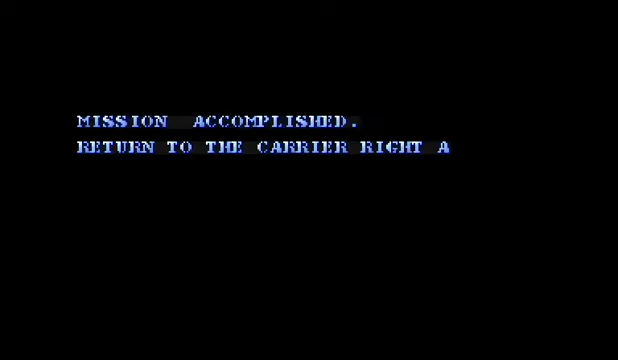 MISSION ACCOMPLISHED.
RETURN TO THE CARRIER RIGHT A